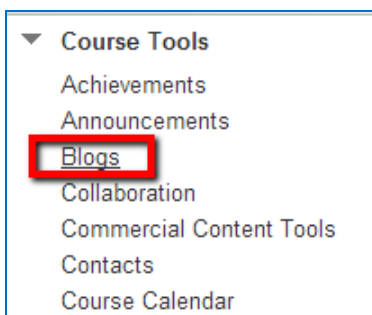 Course Tools
Achievements
Announcements
Blogs
Collaboration
Commercial Content Tools
Contacts
Course Calendar